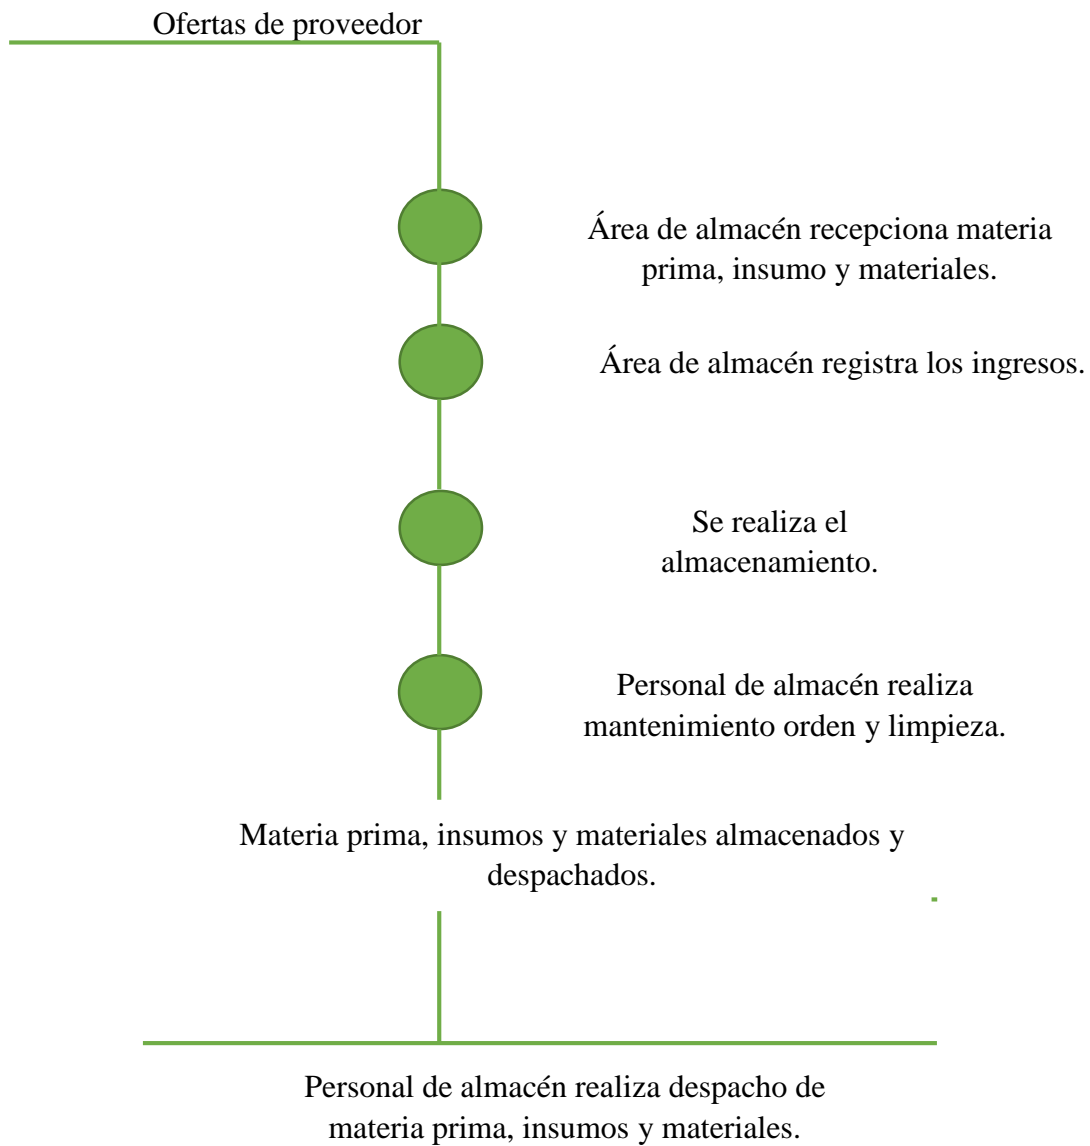 Ofertas de proveedor
Área de almacén recepciona materia
prima, insumo y materiales.
Área de almacén registra los ingresos.
Se realiza el
almacenamiento.
Personal de almacén realiza
mantenimiento orden y limpieza.
Materia prima, insumos y materiales almacenados y
despachados.
Personal de almacén realiza despacho de
materia prima, insumos y materiales.